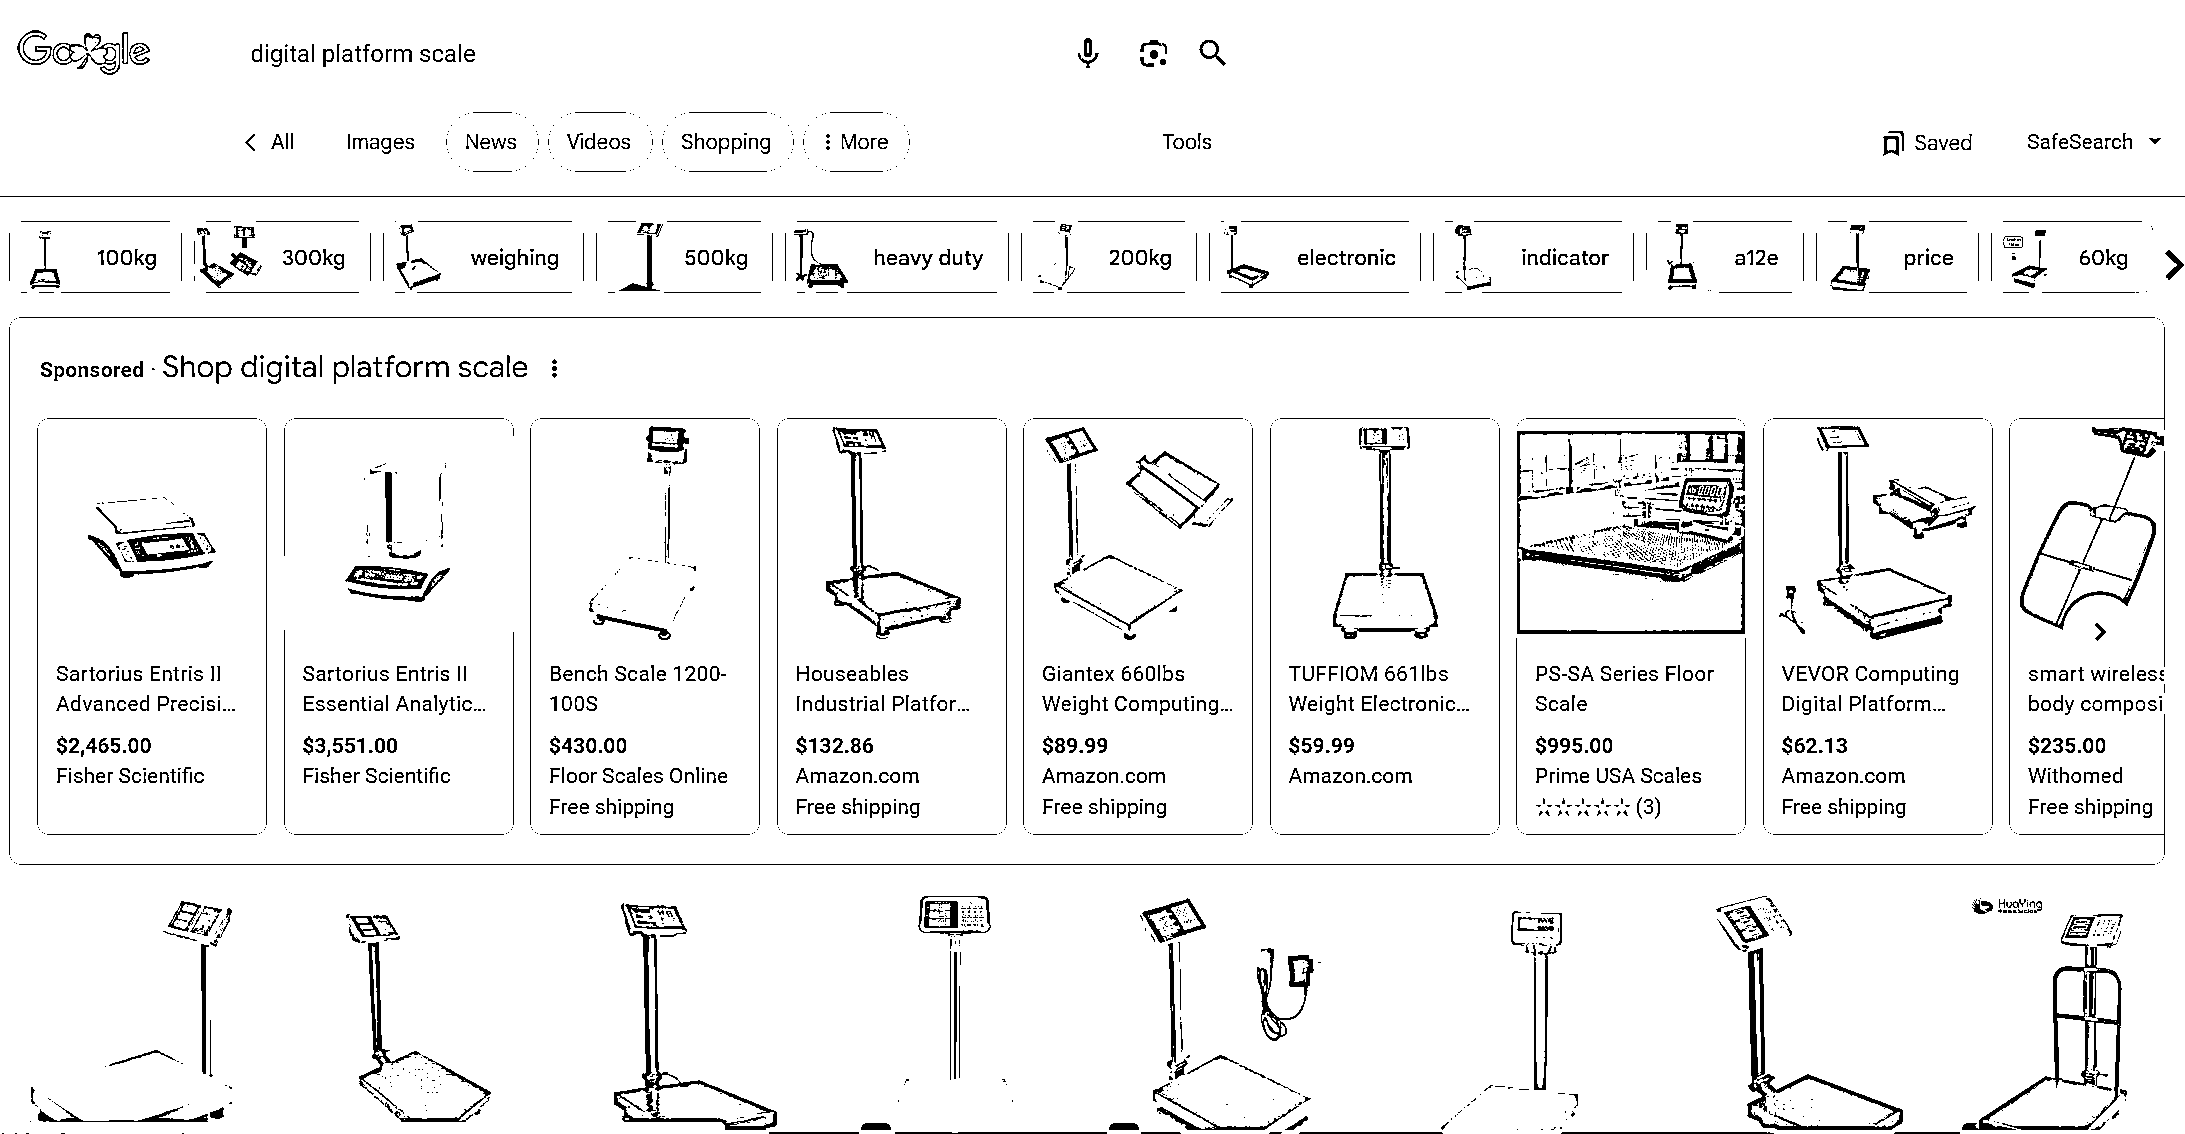 Google
digital platform scale
All Images News Videos Shopping More Tools Saved SafeSearch
100kg 300kg weighing 500kg heavy duty 200kg electronic indicator a12e price 60kg
Sponsored · Shop digital platform scale
Sartorius Entris II
Advanced Precisi...
$2,465.00
Fisher Scientific
Sartorius Entris II
Essential Analytic...
$3,551.00
Fisher Scientific
Bench Scale 1200-
100S
$430.00
Floor Scales Online
Free shipping
Houseables
Industrial Platfor...
$132.86
Amazon.com
Free shipping
Giantex 660lbs
Weight Computing...
$89.99
Amazon.com
Free shipping
TUFFIOM 661lbs
Weight Electronic...
$59.99
Amazon.com
PS-SA Series Floor
Scale
$995.00
Prime USA Scales
☆☆☆☆☆ (3)
VEVOR Computing
Digital Platform...
$62.13
Amazon.com
Free shipping
smart wireless
body composi
$235.00
Withomed
Free shipping
HuaYing